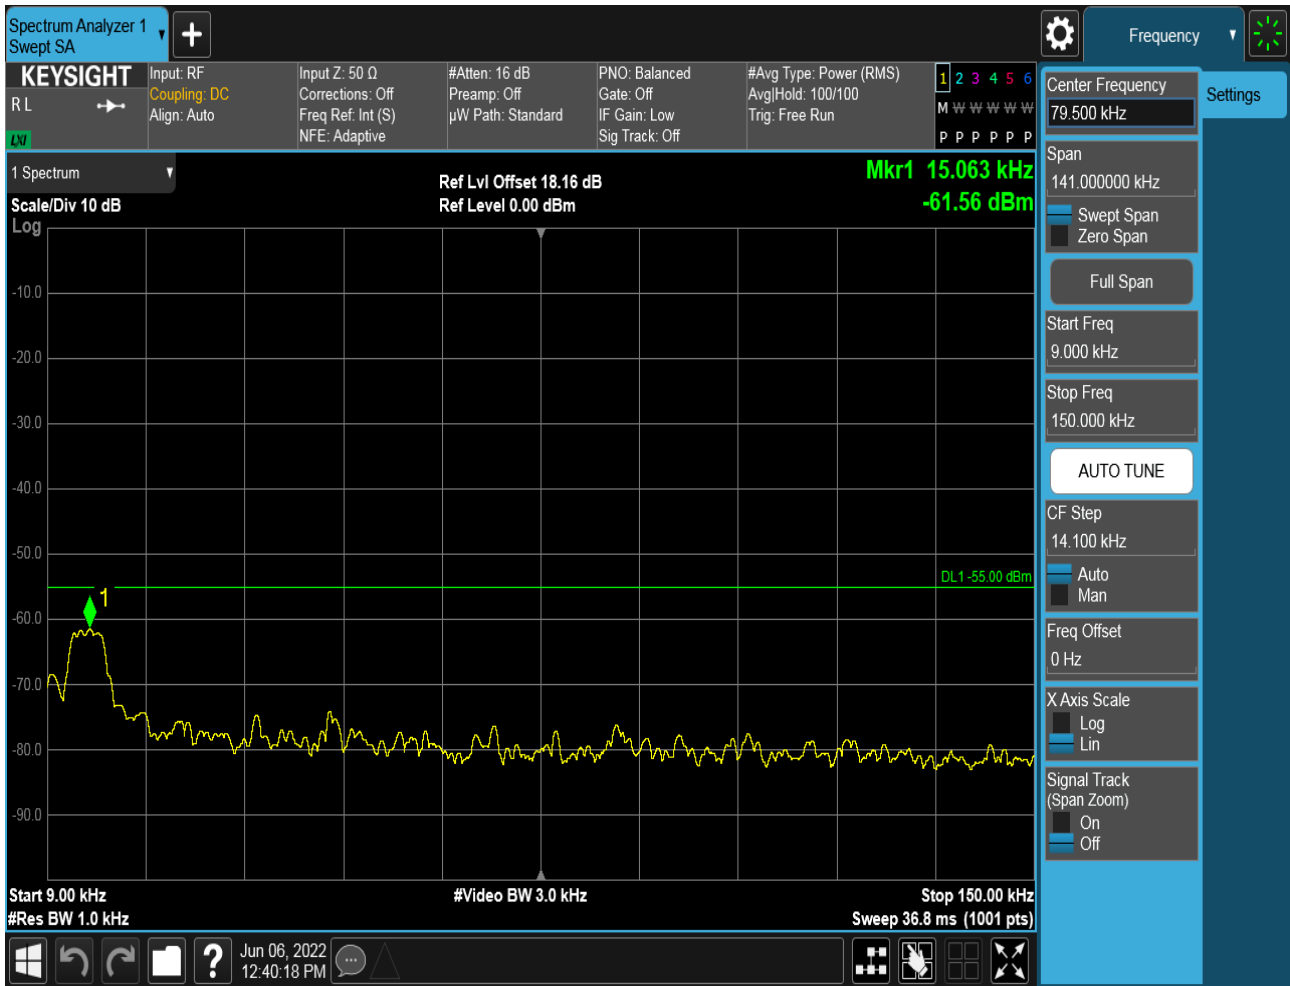 Spectrum Analyzer 1
Swept SA
Frequency
KEYSIGHT
R L
LXI
Input: RF
Coupling: DC
Align: Auto
Input Z: 50 Ω
Corrections: Off
Freq Ref: Int (S)
NFE: Adaptive
#Atten: 16 dB
Preamp: Off
µW Path: Standard
PNO: Balanced
Gate: Off
IF Gain: Low
Sig Track: Off
#Avg Type: Power (RMS)
Avg|Hold: 100/100
Trig: Free Run
1 2 3 4 5 6
M W W W W W
P P P P P P
1 Spectrum
Scale/Div 10 dB
Log
Ref Lvl Offset 18.16 dB
Ref Level 0.00 dBm
Mkr1 15.063 kHz
-61.56 dBm
-10.0
-20.0
-30.0
-40.0
-50.0
DL1 -55.00 dBm
1
-60.0
-70.0
-80.0
-90.0
Start 9.00 kHz
#Res BW 1.0 kHz
#Video BW 3.0 kHz
Stop 150.00 kHz
Sweep 36.8 ms (1001 pts)
Center Frequency
79.500 kHz
Settings
Span
141.000000 kHz
Swept Span
Zero Span
Full Span
Start Freq
9.000 kHz
Stop Freq
150.000 kHz
AUTO TUNE
CF Step
14.100 kHz
Auto
Man
Freq Offset
0 Hz
X Axis Scale
Log
Lin
Signal Track
(Span Zoom)
On
Off
?
Jun 06, 2022
12:40:18 PM